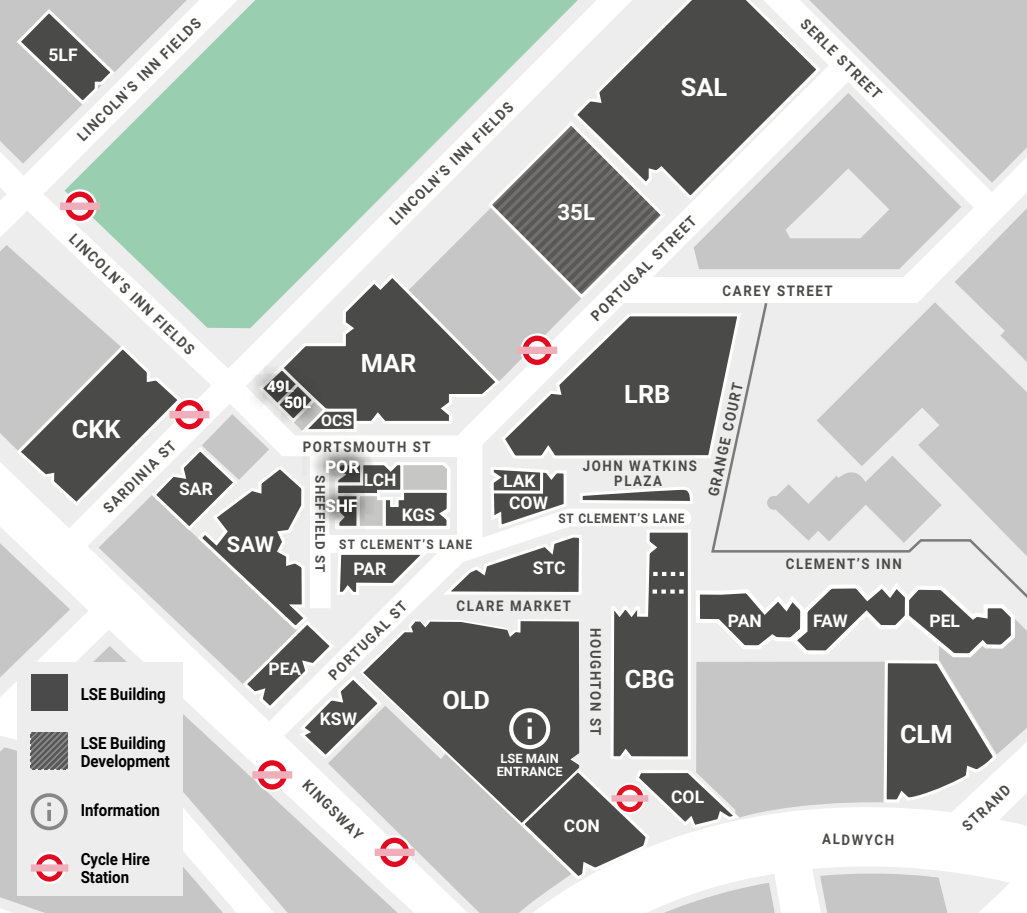 5LF
LINCOLN'S INN FIELDS
SERLE STREET
SAL
LINCOLN'S INN FIELDS
35L
LINCOLN'S INN FIELDS
PORTUGAL STREET
CAREY STREET
MAR
49L
50L
OCS
LRB
GRANGE COURT
CKK
SARDINIA ST
PORTSMOUTH ST
POR
LCH
SHF
KGS
SHEFFIELD ST
LAK
COW
JOHN WATKINS
PLAZA
SAR
SAW
ST CLEMENT'S LANE
ST CLEMENT'S LANE
PAR
STC
CLEMENT'S INN
CLARE MARKET
PAN
FAW
PEL
PORTUGAL ST
HOUGHTON ST
PEA
KSW
OLD
CBG
CLM
LSE MAIN
ENTRANCE
KINGSWAY
CON
COL
STRAND
ALDWYCH
LSE Building
LSE Building
Development
Information
Cycle Hire
Station